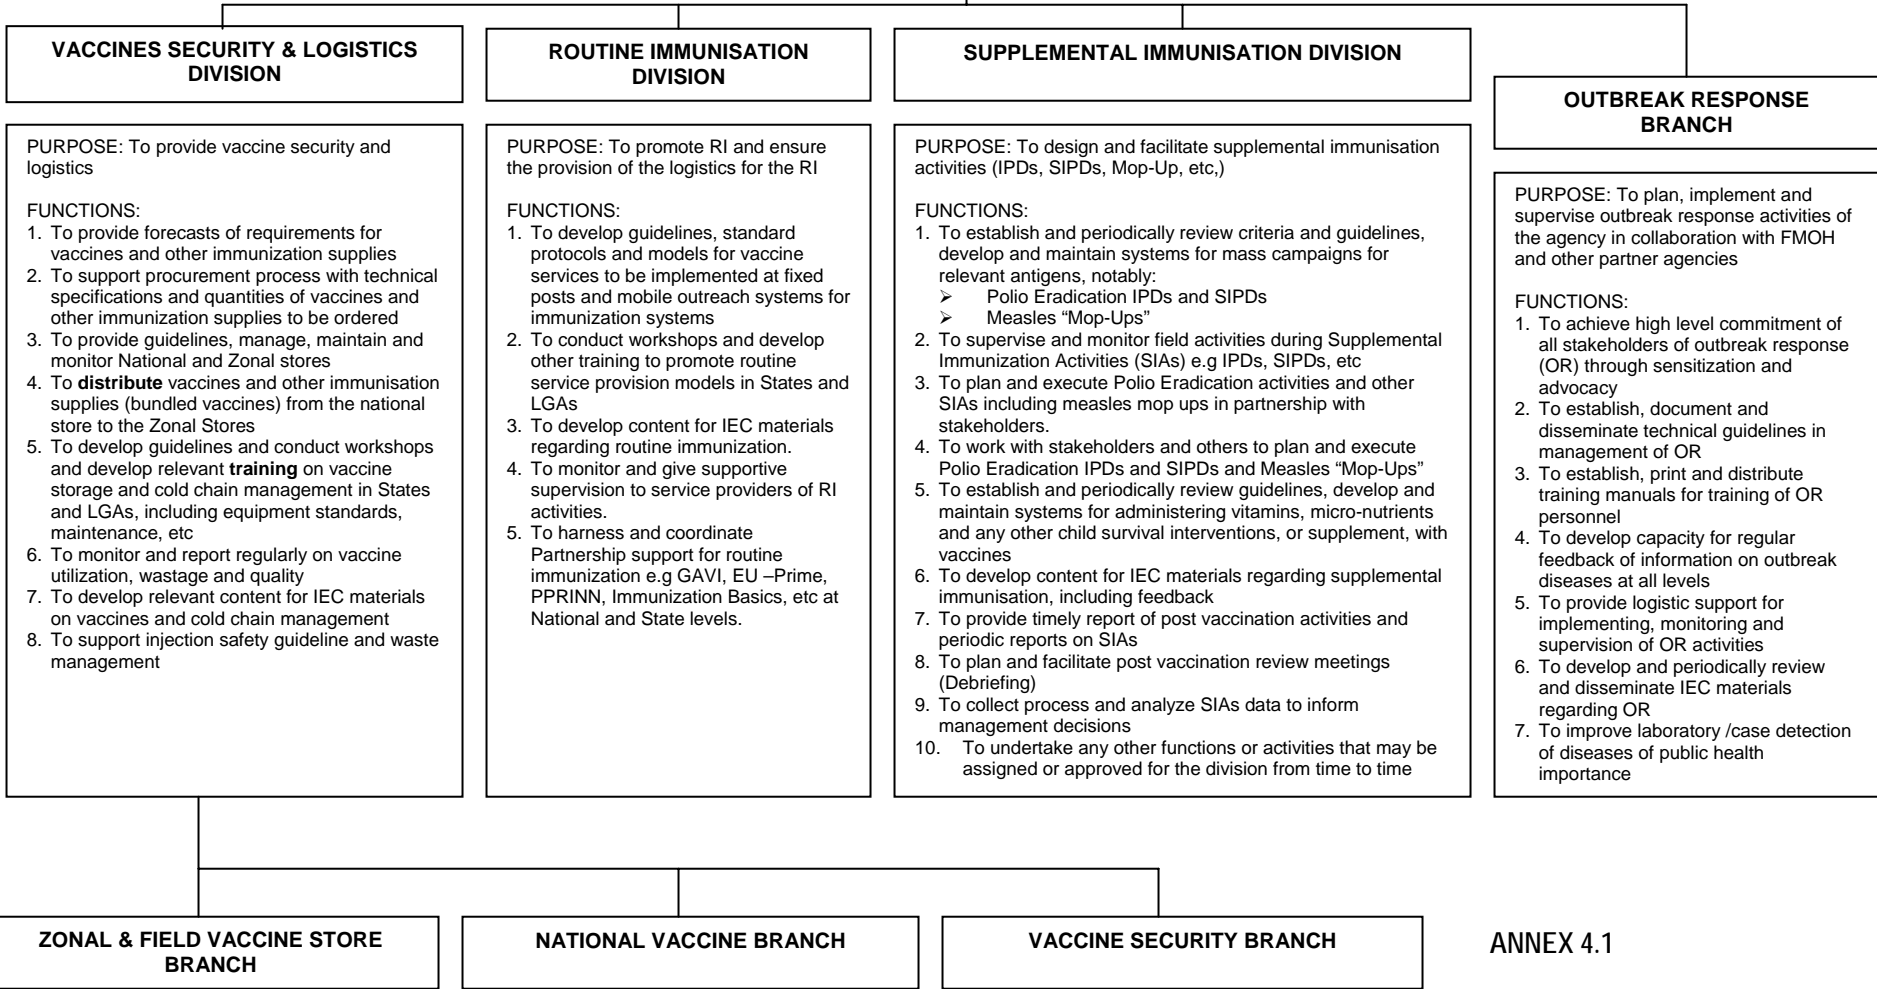 VACCINES SECURITY & LOGISTICS
DIVISION
PURPOSE: To provide vaccine security and
logistics
FUNCTIONS:
1. To provide forecasts of requirements for
vaccines and other immunization supplies
2. To support procurement process with technical
specifications and quantities of vaccines and
other immunization supplies to be ordered
3. To provide guidelines, manage, maintain and
monitor National and Zonal stores
4. To distribute vaccines and other immunisation
supplies (bundled vaccines) from the national
store to the Zonal Stores
5. To develop guidelines and conduct workshops
and develop relevant training on vaccine
storage and cold chain management in States
and LGAs, including equipment standards,
maintenance, etc
6. To monitor and report regularly on vaccine
utilization, wastage and quality
7. To develop relevant content for IEC materials
on vaccines and cold chain management
8. To support injection safety guideline and waste
management
ROUTINE IMMUNISATION
DIVISION
PURPOSE: To promote RI and ensure
the provision of the logistics for the RI
FUNCTIONS:
1. To develop guidelines, standard
protocols and models for vaccine
services to be implemented at fixed
posts and mobile outreach systems for
immunization systems
2. To conduct workshops and develop
other training to promote routine
service provision models in States and
LGAs
3. To develop content for IEC materials
regarding routine immunization.
4. To monitor and give supportive
supervision to service providers of RI
activities.
5. To harness and coordinate
Partnership support for routine
immunization e.g GAVI, EU –Prime,
PPRINN, Immunization Basics, etc at
National and State levels.
SUPPLEMENTAL IMMUNISATION DIVISION
PURPOSE: To design and facilitate supplemental immunisation
activities (IPDs, SIPDs, Mop-Up, etc,)
FUNCTIONS:
1. To establish and periodically review criteria and guidelines,
develop and maintain systems for mass campaigns for
relevant antigens, notably:
➢ Polio Eradication IPDs and SIPDs
➢ Measles “Mop-Ups”
2. To supervise and monitor field activities during Supplemental
Immunization Activities (SIAs) e.g IPDs, SIPDs, etc
3. To plan and execute Polio Eradication activities and other
SIAs including measles mop ups in partnership with
stakeholders.
4. To work with stakeholders and others to plan and execute
Polio Eradication IPDs and SIPDs and Measles “Mop-Ups”
5. To establish and periodically review guidelines, develop and
maintain systems for administering vitamins, micro-nutrients
and any other child survival interventions, or supplement, with
vaccines
6. To develop content for IEC materials regarding supplemental
immunisation, including feedback
7. To provide timely report of post vaccination activities and
periodic reports on SIAs
8. To plan and facilitate post vaccination review meetings
(Debriefing)
9. To collect process and analyze SIAs data to inform
management decisions
10. To undertake any other functions or activities that may be
assigned or approved for the division from time to time
OUTBREAK RESPONSE
BRANCH
PURPOSE: To plan, implement and
supervise outbreak response activities of
the agency in collaboration with FMOH
and other partner agencies
FUNCTIONS:
1. To achieve high level commitment of
all stakeholders of outbreak response
(OR) through sensitization and
advocacy
2. To establish, document and
disseminate technical guidelines in
management of OR
3. To establish, print and distribute
training manuals for training of OR
personnel
4. To develop capacity for regular
feedback of information on outbreak
diseases at all levels
5. To provide logistic support for
implementing, monitoring and
supervision of OR activities
6. To develop and periodically review
and disseminate IEC materials
regarding OR
7. To improve laboratory /case detection
of diseases of public health
importance
ZONAL & FIELD VACCINE STORE
BRANCH
NATIONAL VACCINE BRANCH
VACCINE SECURITY BRANCH
ANNEX 4.1